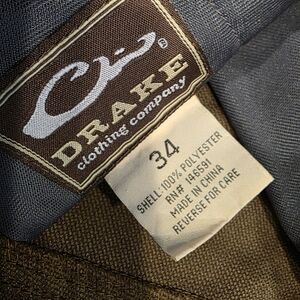 DRAKE
clothing company
34
SHELL: 100% POLYESTER
RN# 146591
MADE IN CHINA
REVERSE FOR CARE